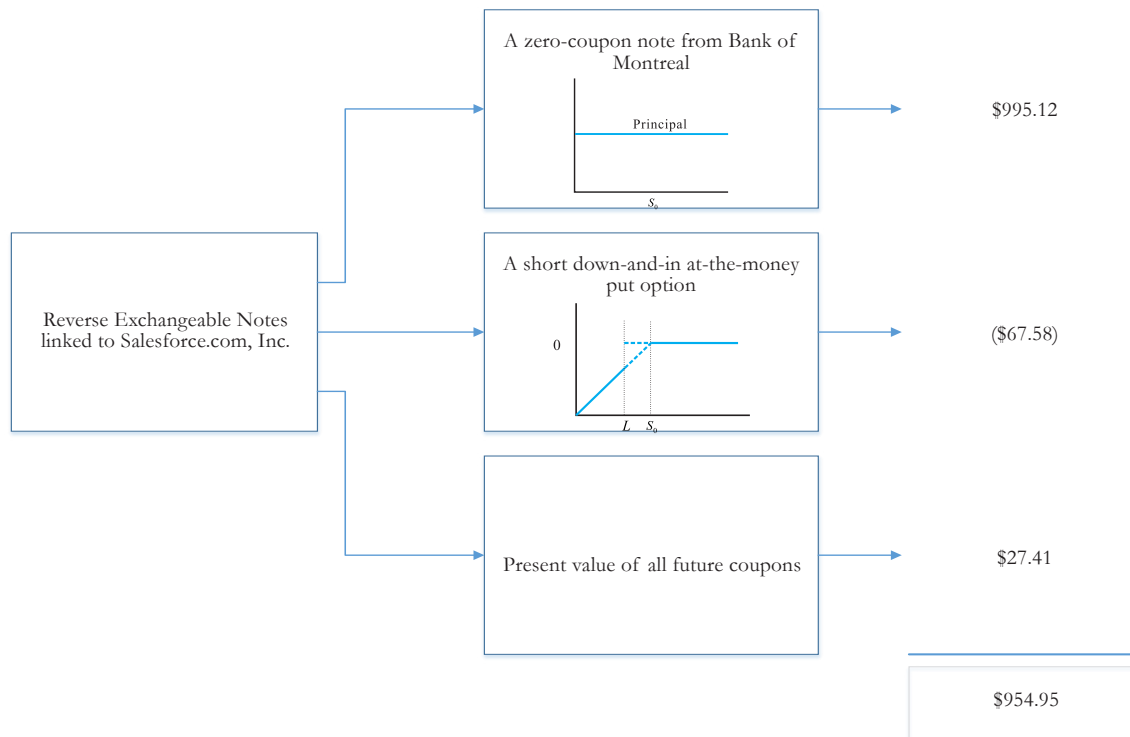 A zero-coupon note from Bank of
Montreal
Principal
S₀
$995.12
Reverse Exchangeable Notes
linked to Salesforce.com, Inc.
A short down-and-in at-the-money
put option
0
L S₀
($67.58)
Present value of all future coupons
$27.41
$954.95